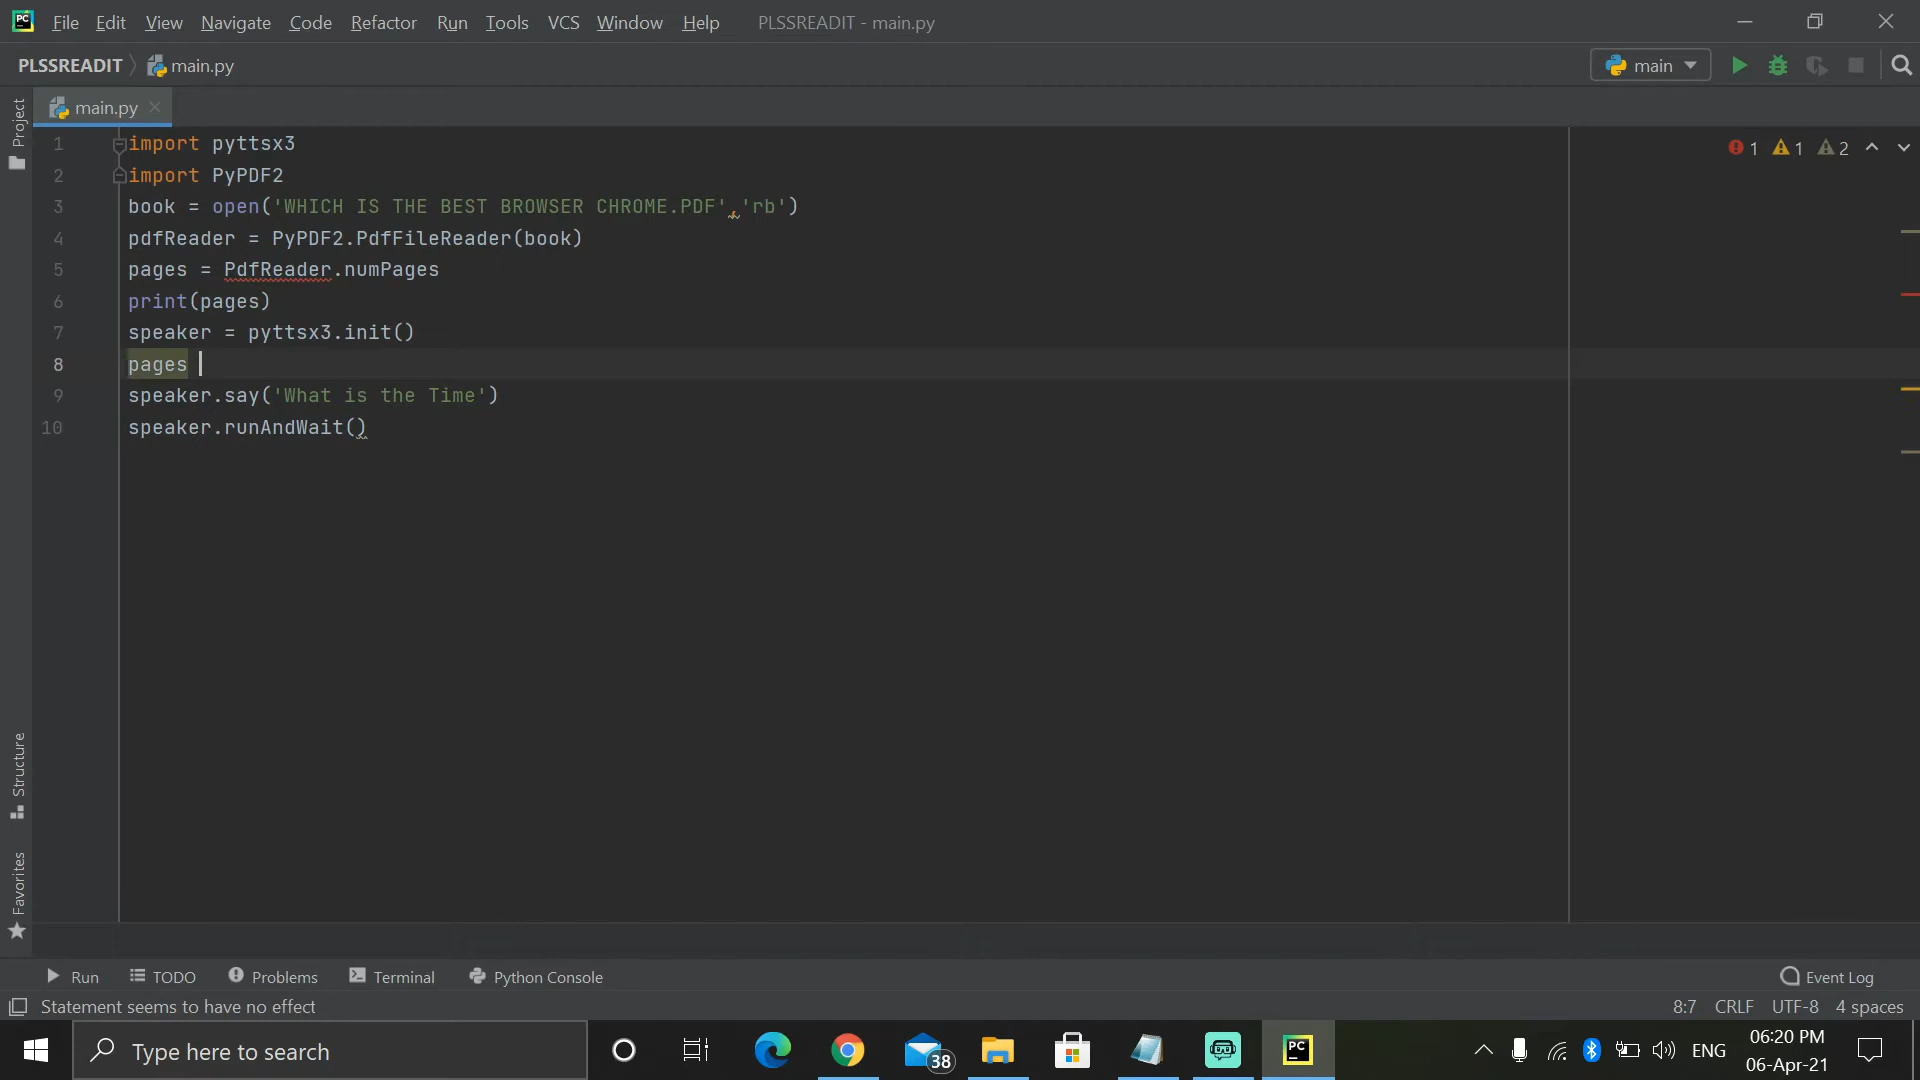 File Edit View Navigate Code Refactor Run Tools VCS Window Help PLSSREADIT - main.py
PLSSREADIT main.py main
main.py
Project
1 import pyttsx3
2 import PyPDF2
3 book = open('WHICH IS THE BEST BROWSER CHROME.PDF','rb')
4 pdfReader = PyPDF2.PdfFileReader(book)
5 pages = PdfReader.numPages
6 print(pages)
7 speaker = pyttsx3.init()
8 pages
9 speaker.say('What is the Time')
10 speaker.runAndWait()
1 1 2
Structure
Favorites
Run TODO Problems Terminal Python Console Event Log
Statement seems to have no effect 8:7 CRLF UTF-8 4 spaces
Type here to search 38 PC ENG 06:20 PM
06-Apr-21